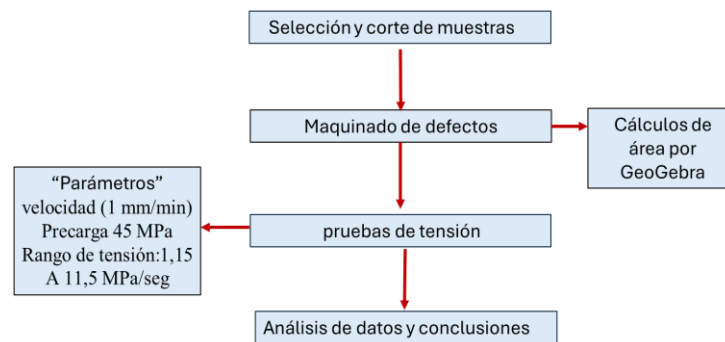 Selección y corte de muestras
Maquinado de defectos
Cálculos de
área por
GeoGebra
“Parámetros”
velocidad (1 mm/min)
Precarga 45 MPa
Rango de tensión:1,15
A 11,5 MPa/seg
pruebas de tensión
Análisis de datos y conclusiones